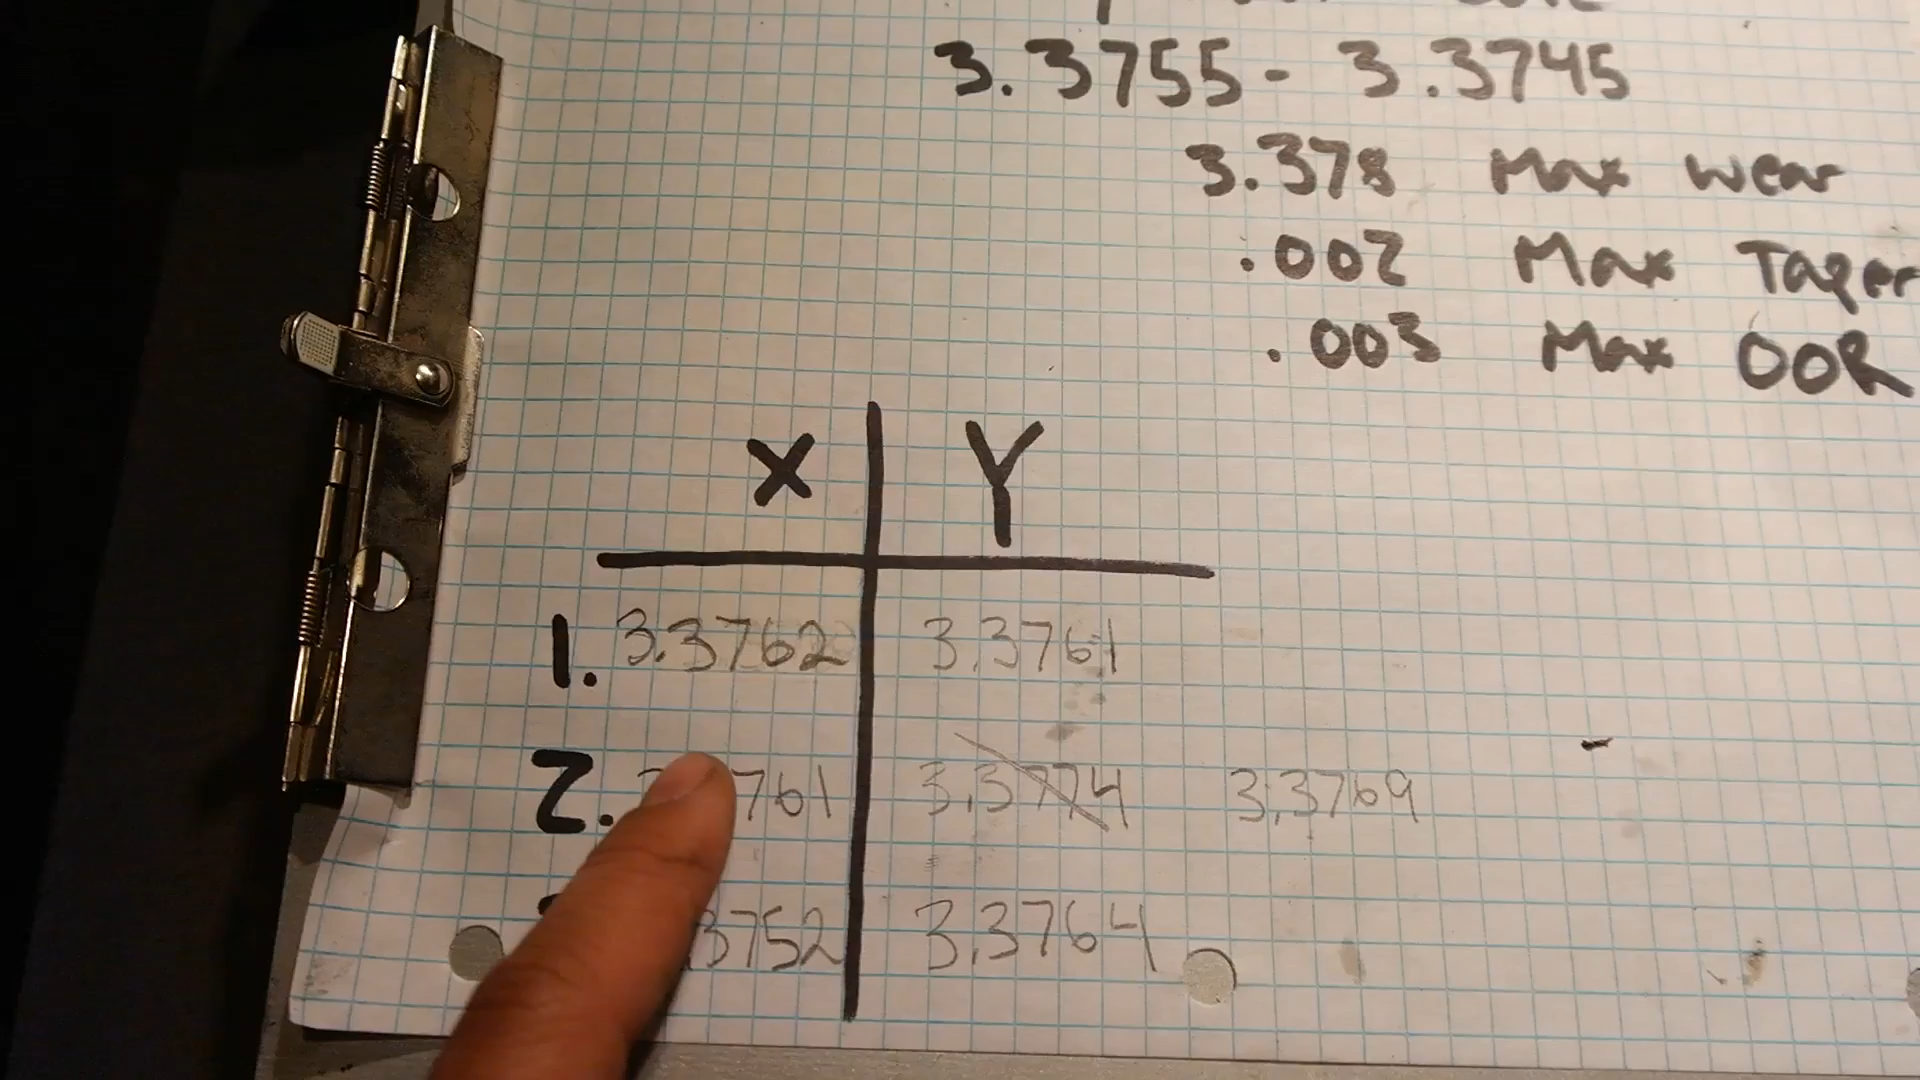 3.3755 - 3.3745
3.378 Max Wear
.002 Max Taper
.003 Max OOR
X Y
1. 3.3762 3.3761
2. 761 3.3774 3.3769
3752 3.3764